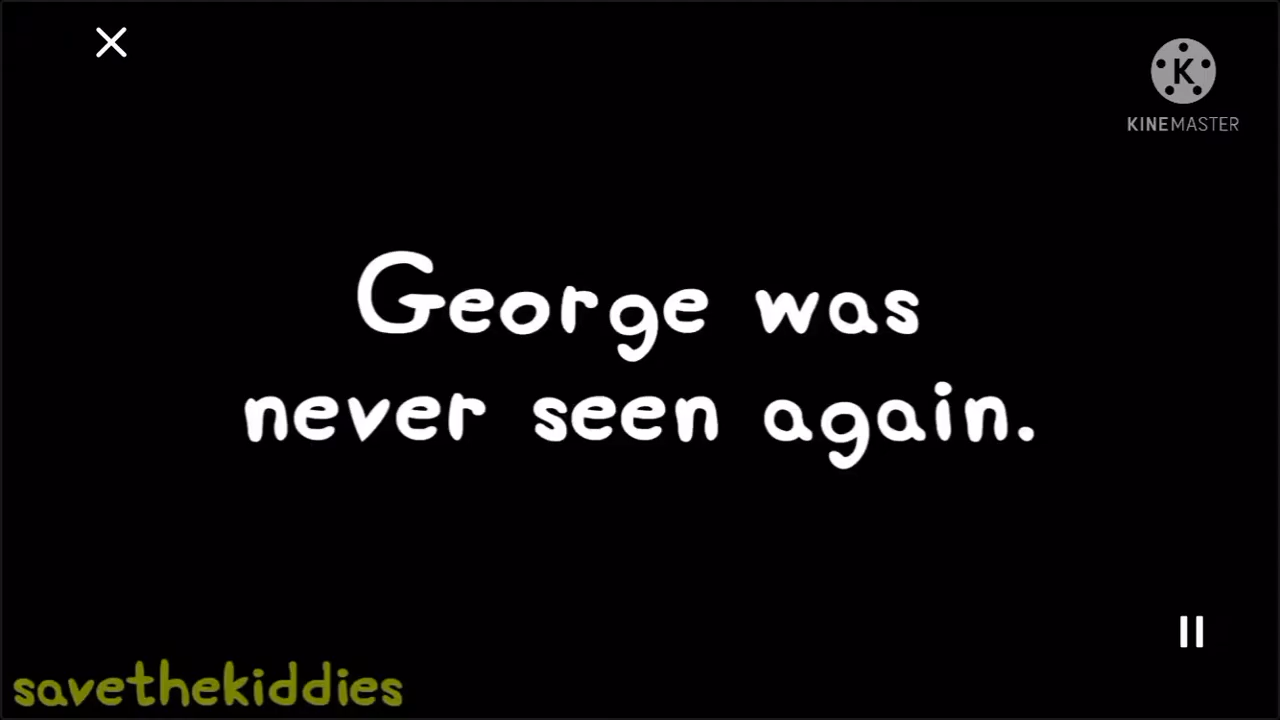 K
KINEMASTER
George was
never seen again.
savethekiddies